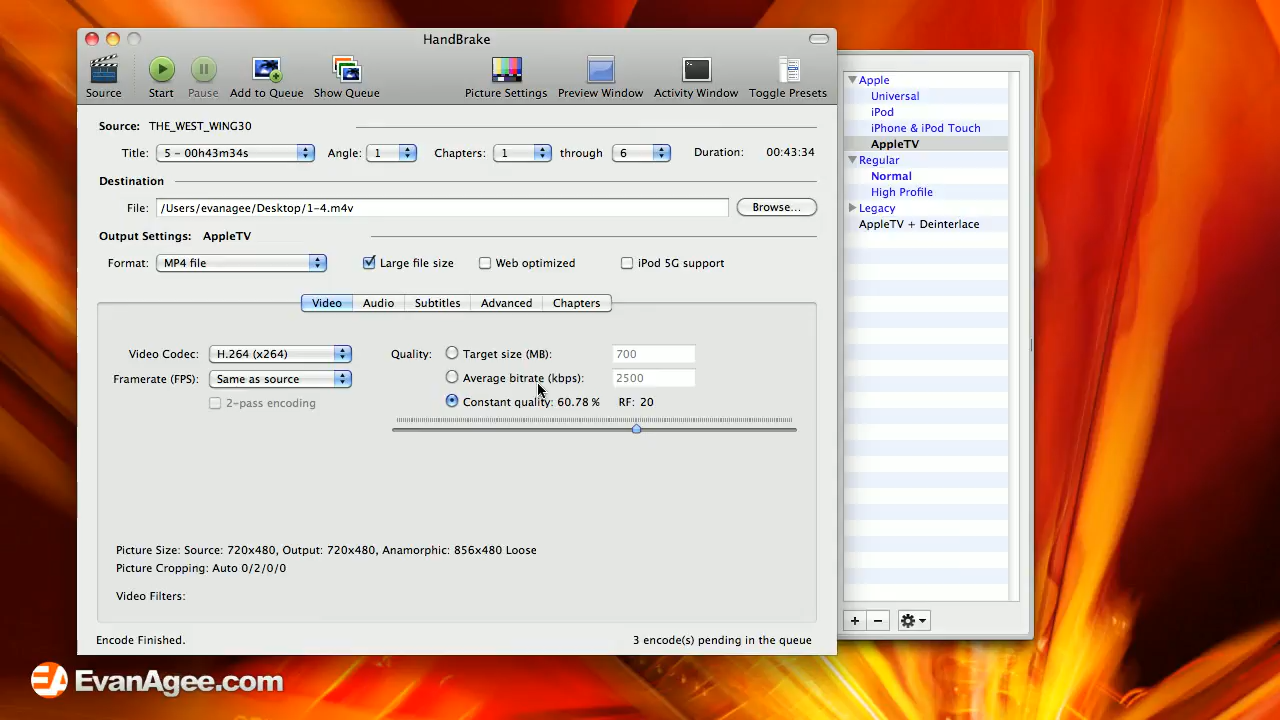 HandBrake
Source Start Pause Add to Queue Show Queue Picture Settings Preview Window Activity Window Toggle Presets
Source: THE_WEST_WING30
Title: 5 - 00h43m34s Angle: 1 Chapters: 1 through 6 Duration: 00:43:34
Destination
File: /Users/evanagee/Desktop/1-4.m4v Browse...
Output Settings: AppleTV
Format: MP4 file Large file size Web optimized iPod 5G support
Video Audio Subtitles Advanced Chapters
Video Codec: H.264 (x264) Quality: Target size (MB): 700
Framerate (FPS): Same as source Average bitrate (kbps): 2500
2-pass encoding Constant quality: 60.78 % RF: 20
Picture Size: Source: 720x480, Output: 720x480, Anamorphic: 856x480 Loose
Picture Cropping: Auto 0/2/0/0
Video Filters:
Encode Finished. 3 encode(s) pending in the queue
Apple
Universal
iPod
iPhone & iPod Touch
AppleTV
Regular
Normal
High Profile
Legacy
AppleTV + Deinterlace
EvanAgee.com